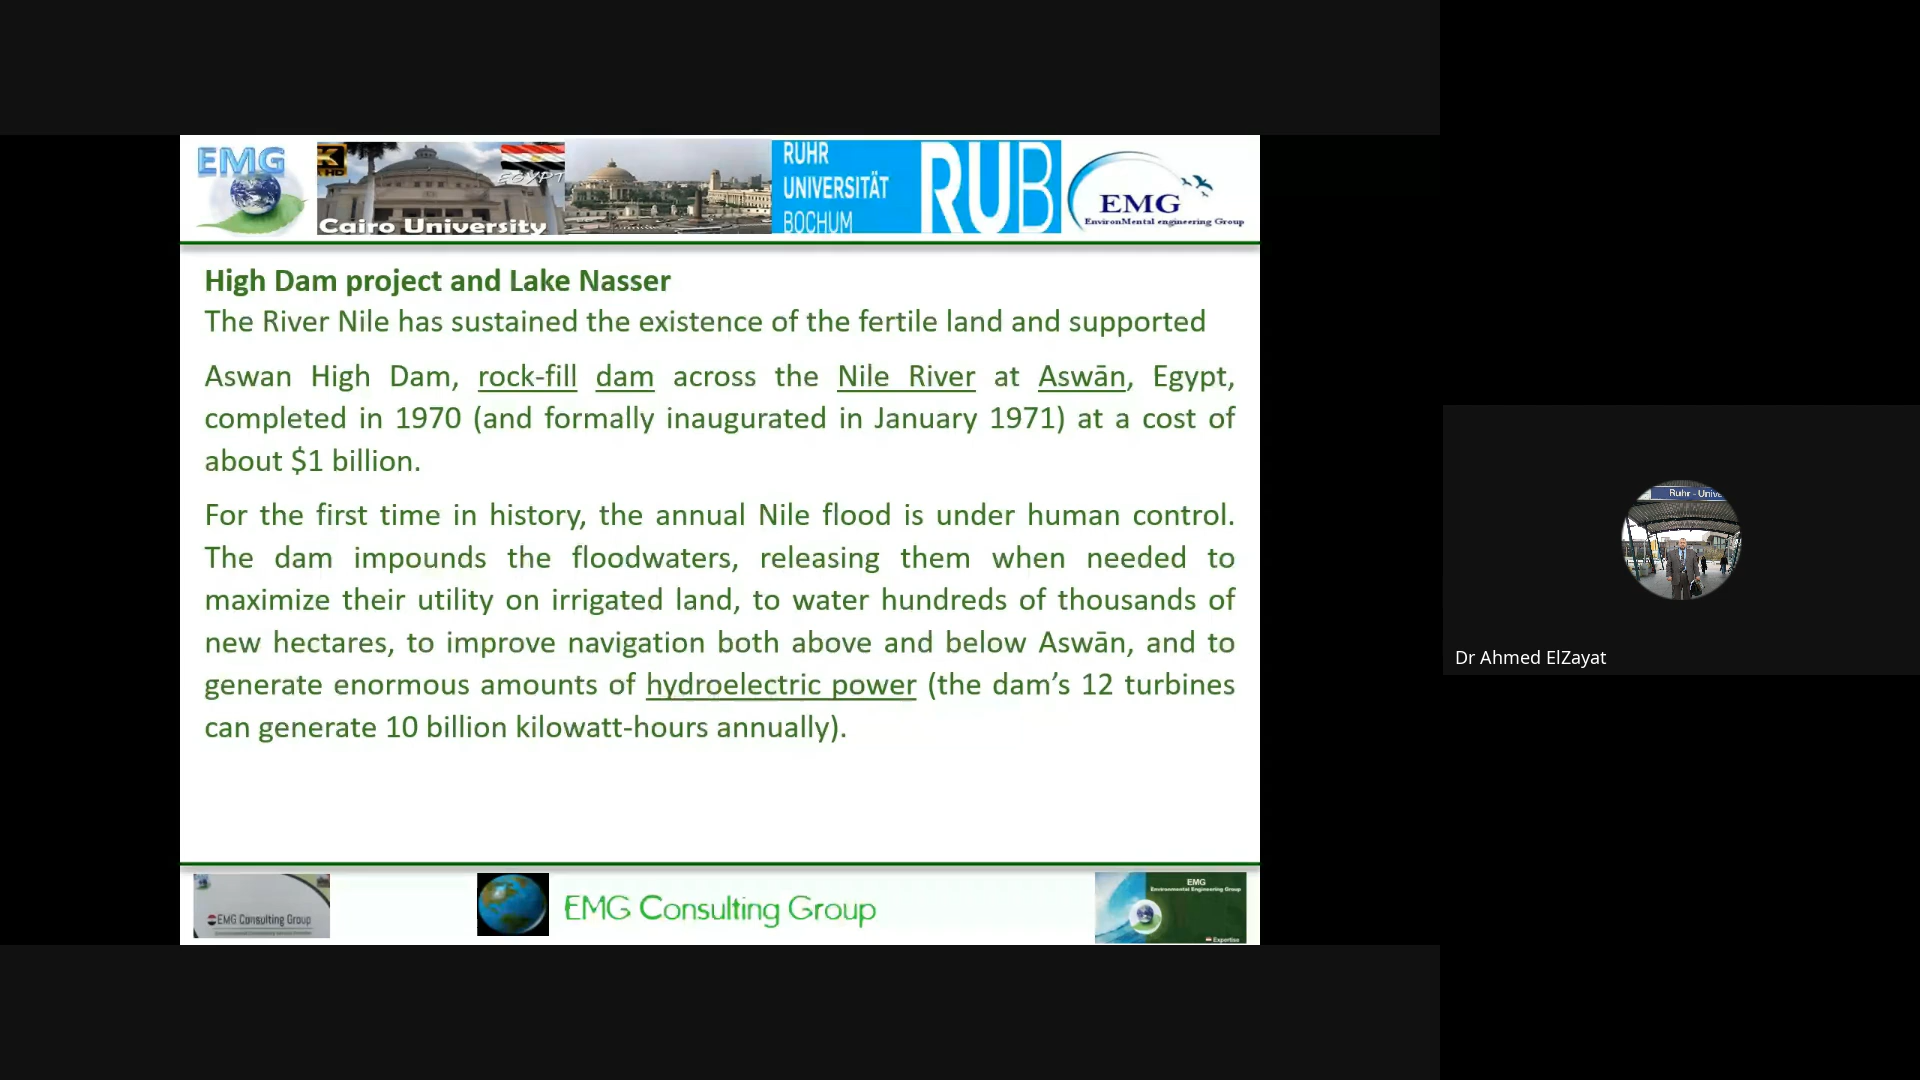 EMG
K
HD
EGYPT
Cairo University
RUHR
UNIVERSITÄT
BOCHUM
RUB
EMG
EnvironMental engineering Group
High Dam project and Lake Nasser
The River Nile has sustained the existence of the fertile land and supported
Aswan High Dam, rock-fill dam across the Nile River at Aswān, Egypt,
completed in 1970 (and formally inaugurated in January 1971) at a cost of
about $1 billion.
For the first time in history, the annual Nile flood is under human control.
The dam impounds the floodwaters, releasing them when needed to
maximize their utility on irrigated land, to water hundreds of thousands of
new hectares, to improve navigation both above and below Aswān, and to
generate enormous amounts of hydroelectric power (the dam’s 12 turbines
can generate 10 billion kilowatt-hours annually).
Ruhr - Unive
Dr Ahmed ElZayat
EMG Consulting Group
EMG Consulting Group
EMG
Environmental Engineering Group
Expertise